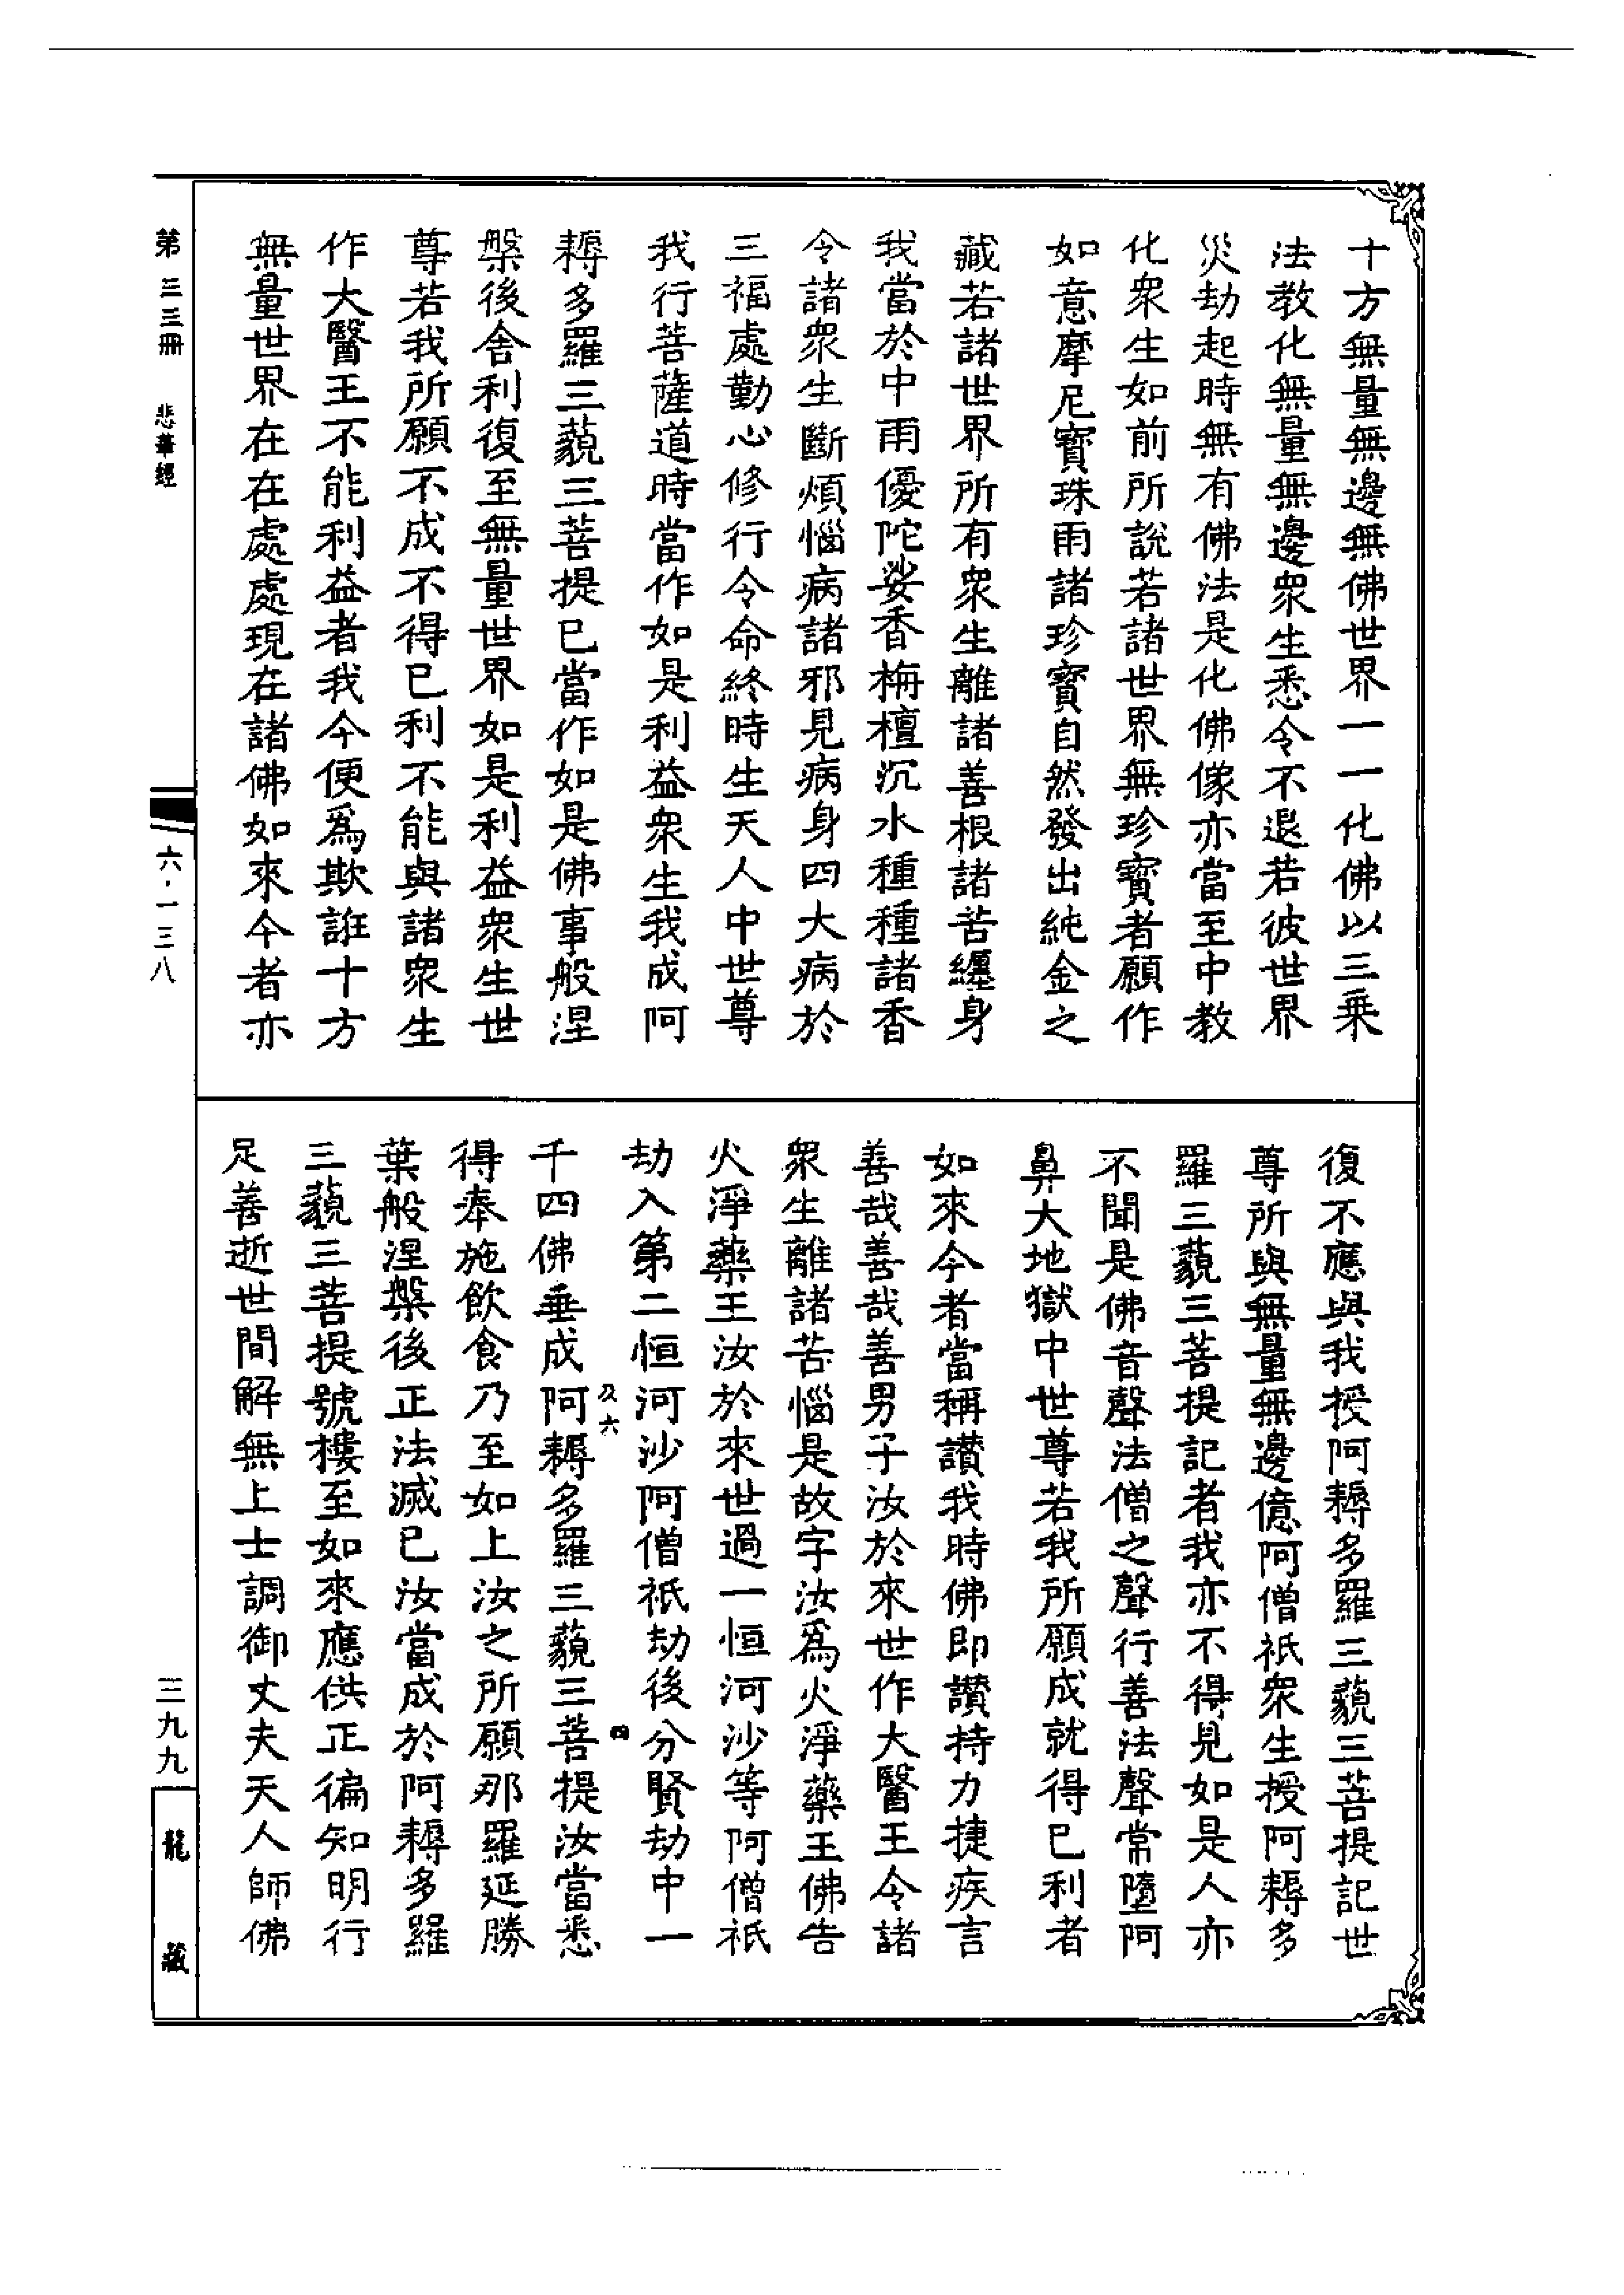 十方無量無邊無佛世界一一化佛以三乘
法教化無量無邊衆生悉令不退若彼世界
災劫起時無有佛法是化佛像亦當至中教
化衆生如前所說若諸世界無珍寶者願作
如意摩尼寶珠雨諸珍寶自然發出純金之
藏若諸世界所有衆生離諸善根諸苦纏身
我當於中雨優陀娑香栴檀沉水種種諸香
令諸衆生斷煩惱病諸邪見病身四大病於
三福處勤心修行令命終時生天人中世尊
我行菩薩道時當作如是利益衆生我成阿
耨多羅三藐三菩提已當作如是佛事般涅
槃後舍利復至無量世界如是利益衆生世
尊若我所願不成不得已利不能與諸衆生
作大醫王不能利益者我今便爲欺誑十方
無量世界在在處處現在諸佛如來今者亦
復不應與我授阿耨多羅三藐三菩提記世
尊所與無量無邊億阿僧祇衆生授阿耨多
羅三藐三菩提記者我亦不得見如是人亦
不聞是佛音聲法僧之聲行善法聲常墮阿
鼻大地獄中世尊若我所願成就得已利者
如來今者當稱讚我時佛即讚持力捷疾言
善哉善哉善男子汝於來世作大醫王令諸
衆生離諸苦惱是故字汝爲火淨藥王佛告
火淨藥王汝於來世過一恒河沙等阿僧祇
劫入第二恒河沙阿僧祇劫後分賢劫中一
及六
四
千四佛垂成阿耨多羅三藐三菩提汝當悉
得奉施飲食乃至如上汝之所願那羅延勝
葉般涅槃後正法滅已汝當成於阿耨多羅
三藐三菩提號樓至如來應供正徧知明行
足善逝世間解無上士調御丈夫天人師佛
第三三冊 悲華經
六·一三八
三九九
龍藏